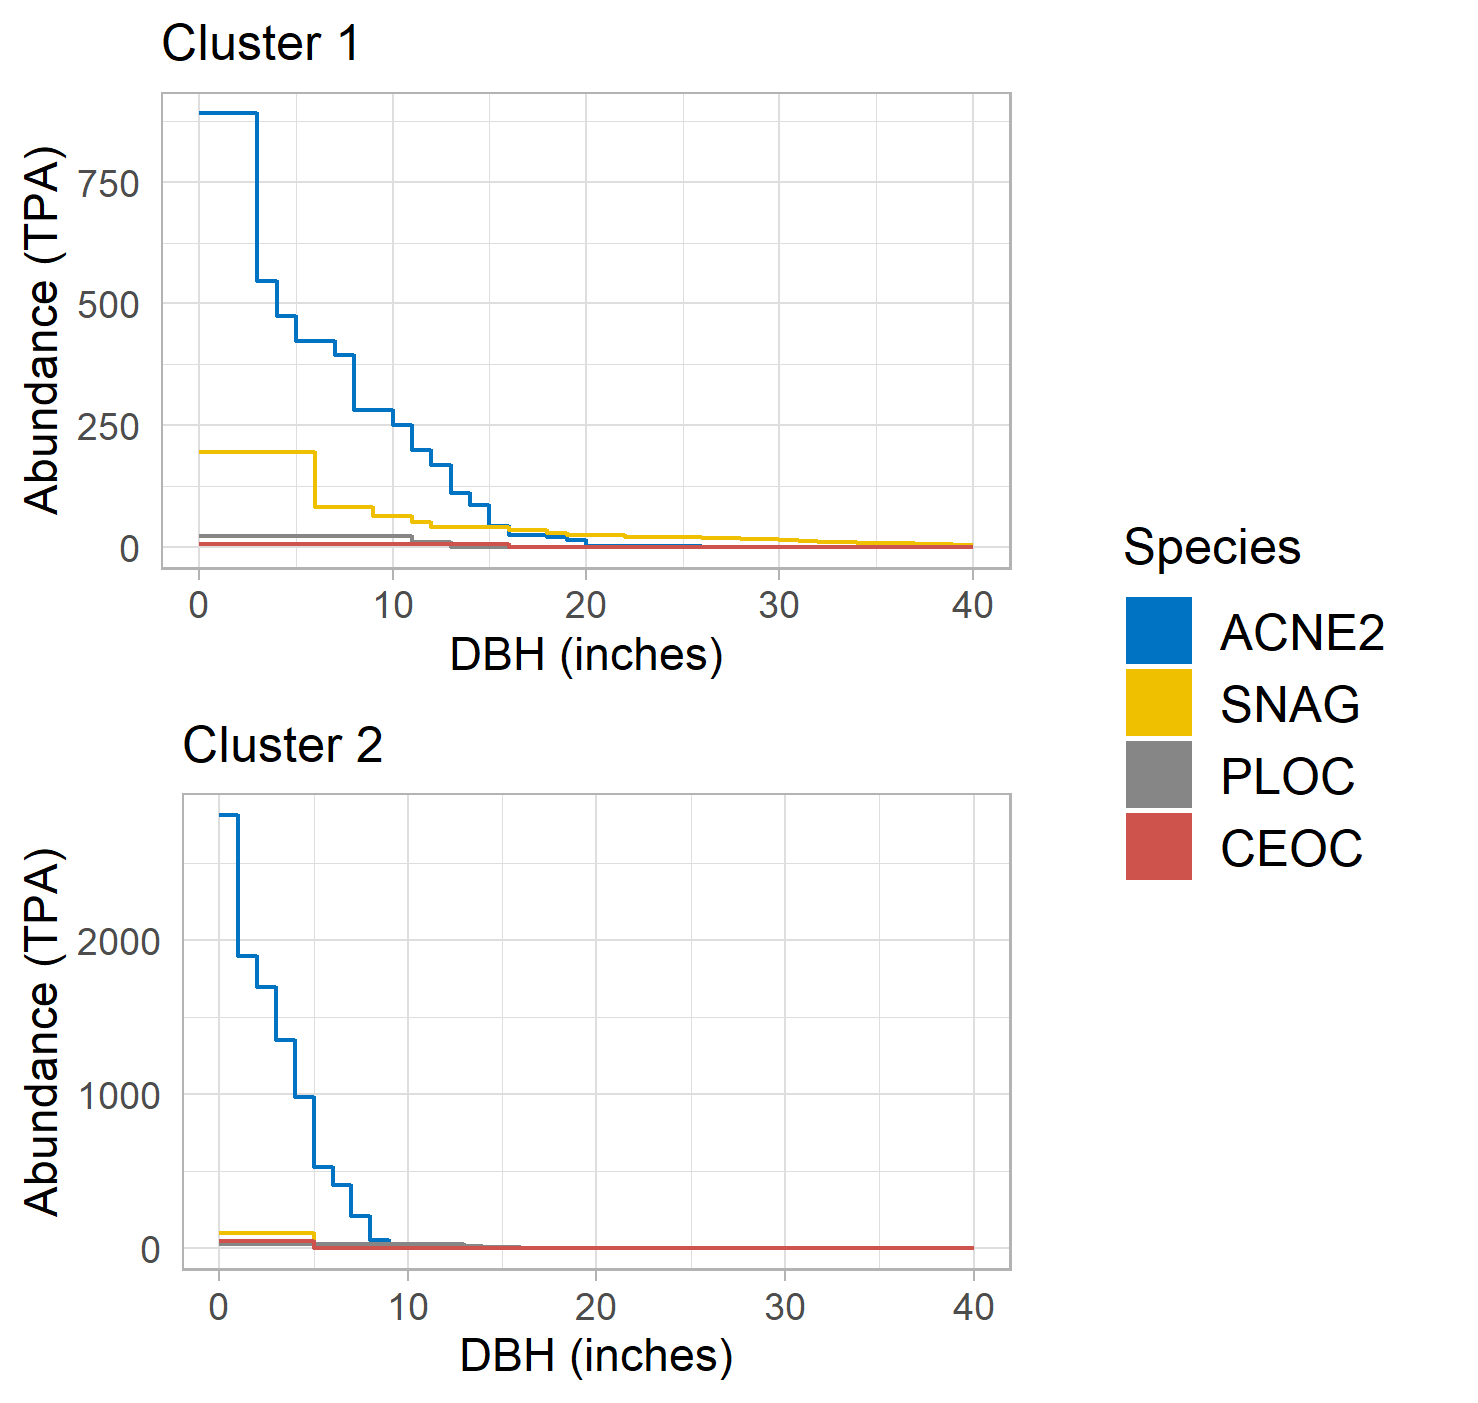 Cluster 1
Abundance (TPA)
750
500
250
0
0 10 20 30 40
DBH (inches)
Cluster 2
Abundance (TPA)
2000
1000
0
0 10 20 30 40
DBH (inches)
Species
ACNE2
SNAG
PLOC
CEOC